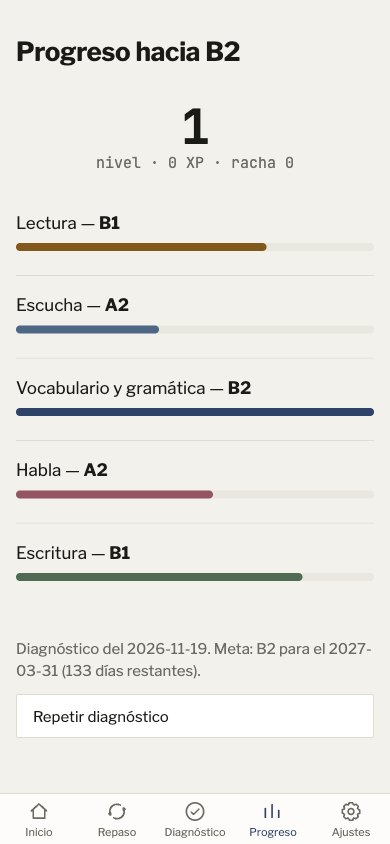 Progreso hacia B2
1
nivel · 0 XP · racha 0
Lectura — B1
Escucha — A2
Vocabulario y gramática — B2
Habla — A2
Escritura — B1
Diagnóstico del 2026-11-19. Meta: B2 para el 2027-
03-31 (133 días restantes).
Repetir diagnóstico
Inicio
Repaso
Diagnóstico
Progreso
Ajustes